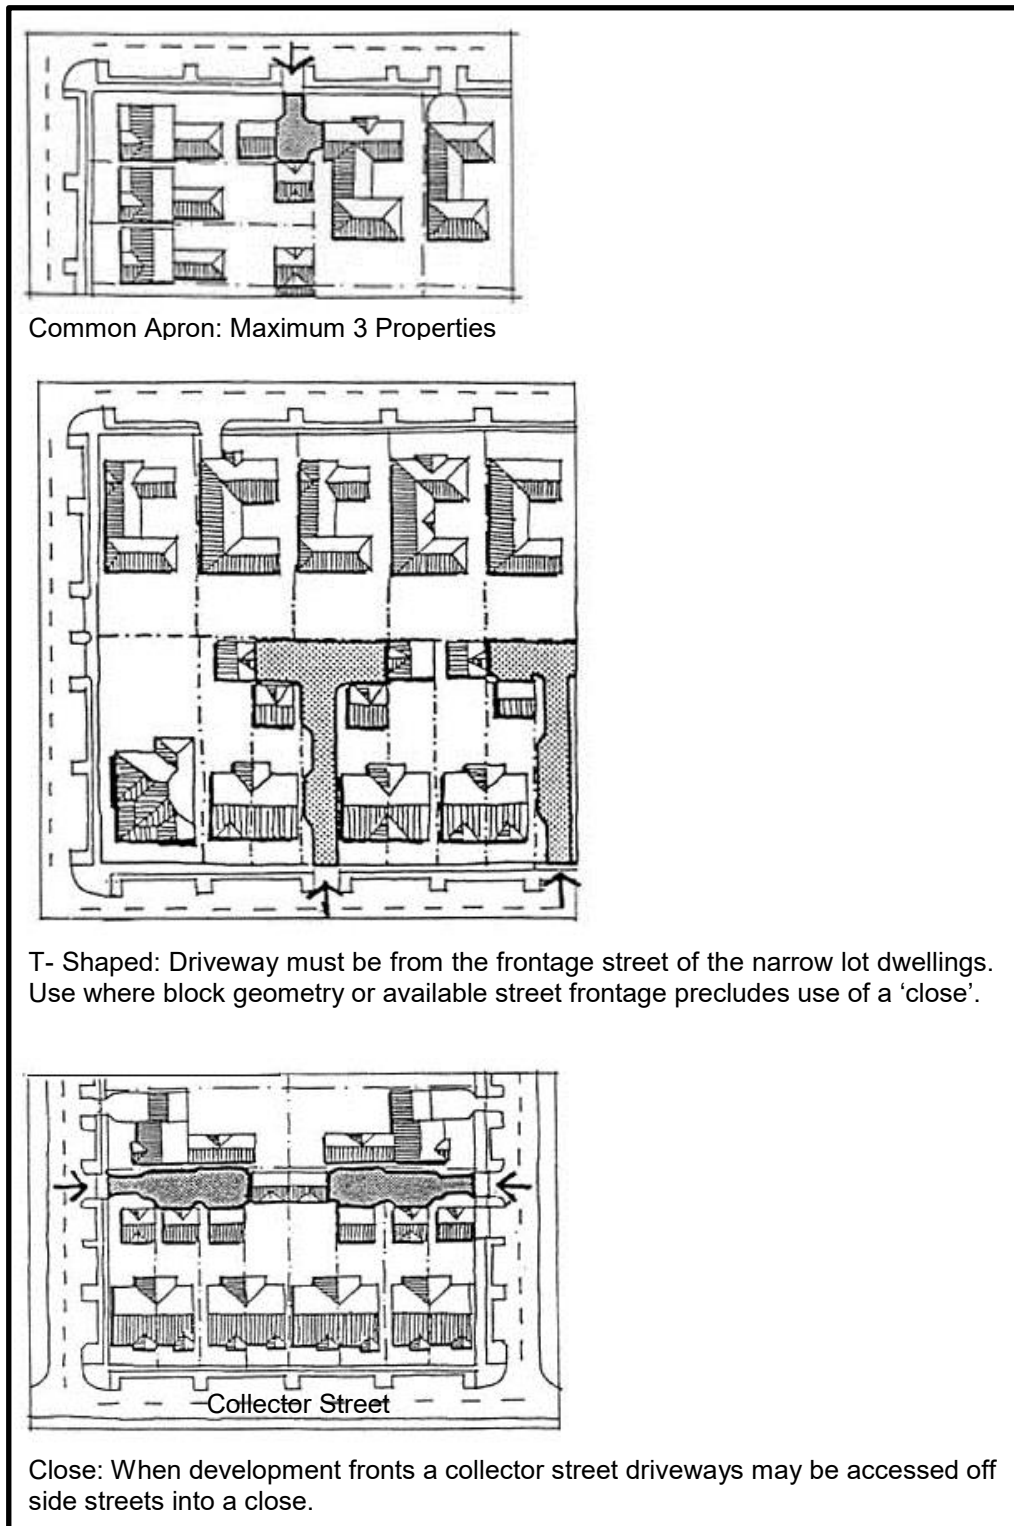 Common Apron: Maximum 3 Properties
T- Shaped: Driveway must be from the frontage street of the narrow lot dwellings.
Use where block geometry or available street frontage precludes use of a ‘close’.
Collector Street
Close: When development fronts a collector street driveways may be accessed off
side streets into a close.